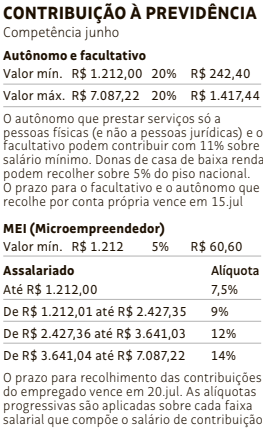 CONTRIBUIÇÃO À PREVIDÊNCIA
Competência junho
Autônomo e facultativo
Valor mín. R$ 1.212,00 20% R$ 242,40
Valor máx. R$ 7.087,22 20% R$ 1.417,44
O autônomo que prestar serviços só a
pessoas físicas (e não a pessoas jurídicas) e o
facultativo podem contribuir com 11% sobre
salário mínimo. Donas de casa de baixa renda
podem recolher sobre 5% do piso nacional.
O prazo para o facultativo e o autônomo que
recolhe por conta própria vence em 15.jul
MEI (Microempreendedor)
Valor mín. R$ 1.212 5% R$ 60,60
Assalariado Alíquota
Até R$ 1.212,00 7,5%
De R$ 1.212,01 até R$ 2.427,35 9%
De R$ 2.427,36 até R$ 3.641,03 12%
De R$ 3.641,04 até R$ 7.087,22 14%
O prazo para recolhimento das contribuições
do empregado vence em 20.jul. As alíquotas
progressivas são aplicadas sobre cada faixa
salarial que compõe o salário de contribuição